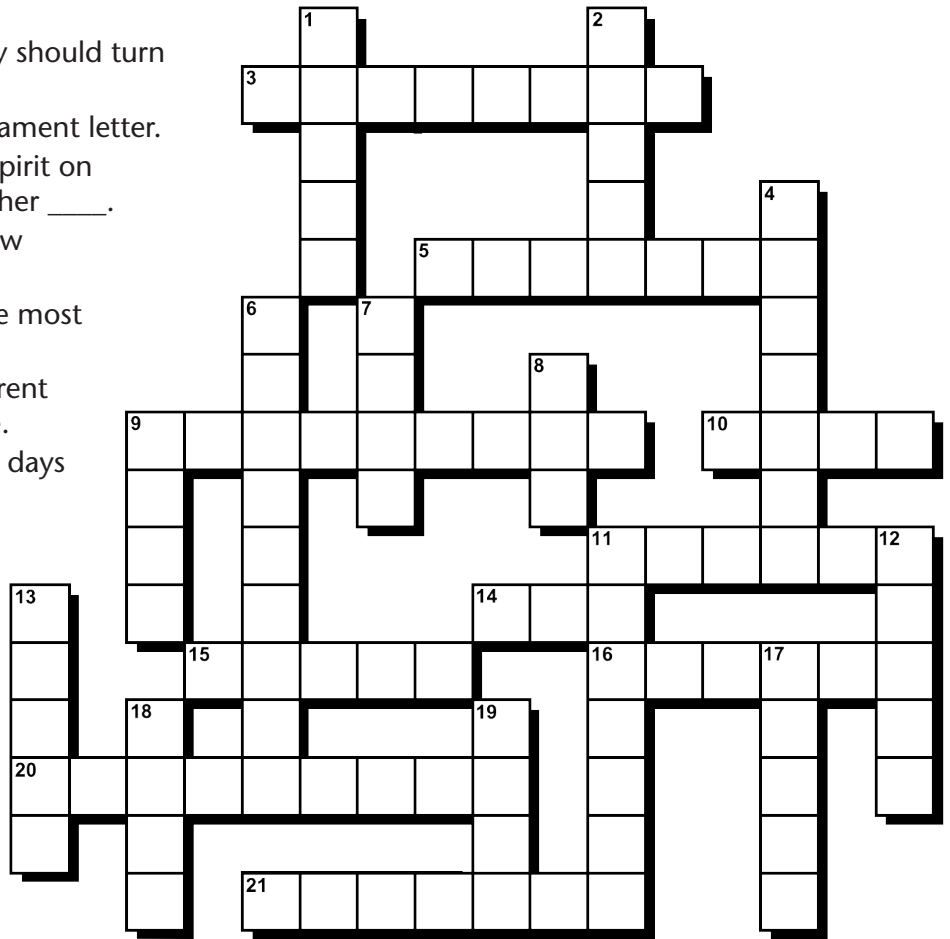 y should turn
ament letter.
pirit on
her ____.
w
e most
rent
.
days
1
2
3
4
5
6
7
8
9
10
11
12
13
14
15
16
17
18
19
20
21